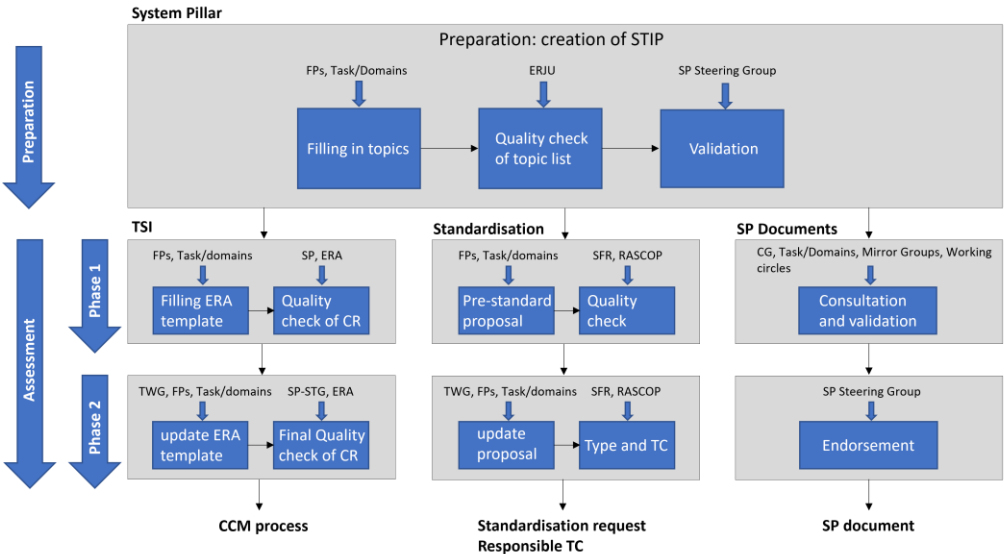 System Pillar
Preparation: creation of STIP
FPs, Task/Domains
ERJU
SP Steering Group
Filling in topics
Quality check
of topic list
Validation
Preparation
TSI
Standardisation
SP Documents
Assessment
Phase 1
FPs, Task/domains
SP, ERA
Filling ERA
template
Quality
check of CR
FPs, Task/domains
SFR, RASCOP
Pre-standard
proposal
Quality
check
CG, Task/Domains, Mirror Groups, Working
circles
Consultation
and validation
Phase 2
TWG, FPs, Task/domains
SP-STG, ERA
update ERA
template
Final Quality
check of CR
TWG, FPs, Task/domains
SFR, RASCOP
update
proposal
Type and TC
SP Steering Group
Endorsement
CCM process
Standardisation request
Responsible TC
SP document